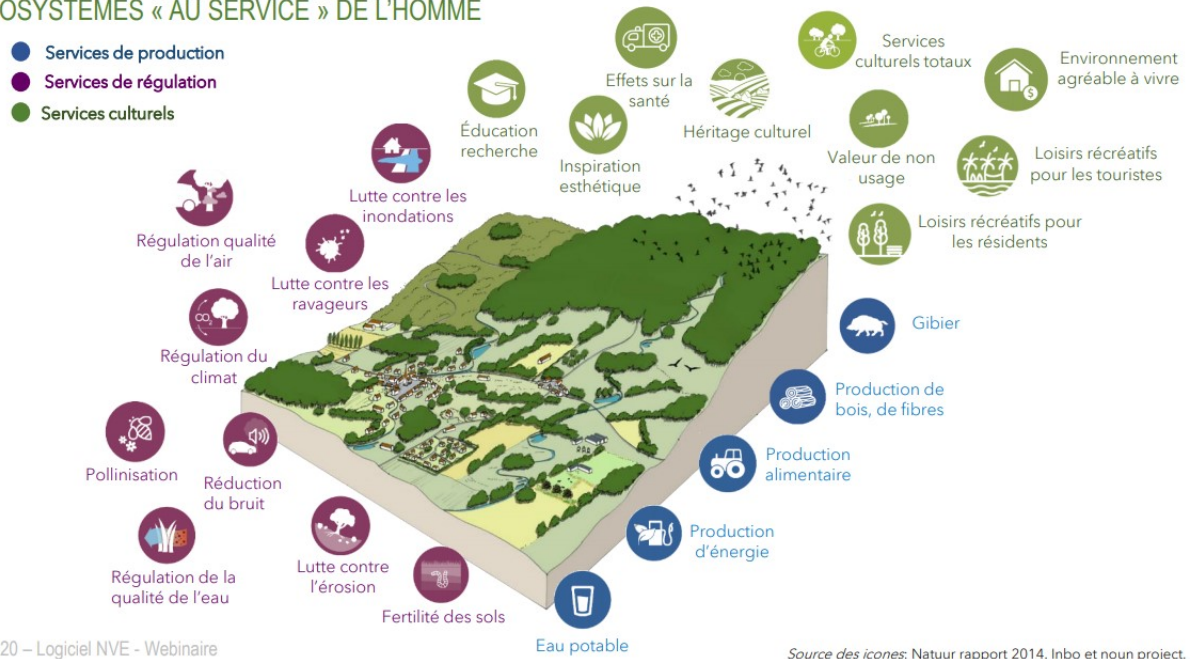 OSYSTÈMES « AU SERVICE » DE L'HOMME
Services de production
Services de régulation
Services culturels
Effets sur la
santé
Services
culturels totaux
Environnement
agréable à vivre
Éducation
recherche
Inspiration
esthétique
Héritage culturel
Valeur de non
usage
Loisirs récréatifs
pour les touristes
Loisirs récréatifs pour
les résidents
Lutte contre les
inondations
Régulation qualité
de l'air
Lutte contre les
ravageurs
CO₂
Régulation du
climat
Pollinisation
Réduction
du bruit
Régulation de la
qualité de l'eau
Lutte contre
l'érosion
Fertilité des sols
Gibier
Production de
bois, de fibres
Production
alimentaire
Production
d'énergie
Eau potable
$
20 – Logiciel NVE - Webinaire
Source des icones: Natuur rapport 2014, Inbo et noun project.